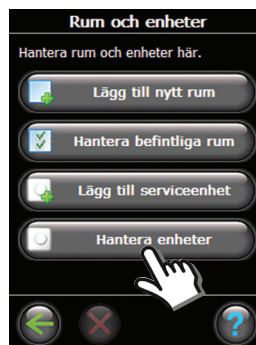 Rum och enheter
Hantera rum och enheter här.
Lägg till nytt rum
Hantera befintliga rum
Lägg till serviceenhet
Hantera enheter
?